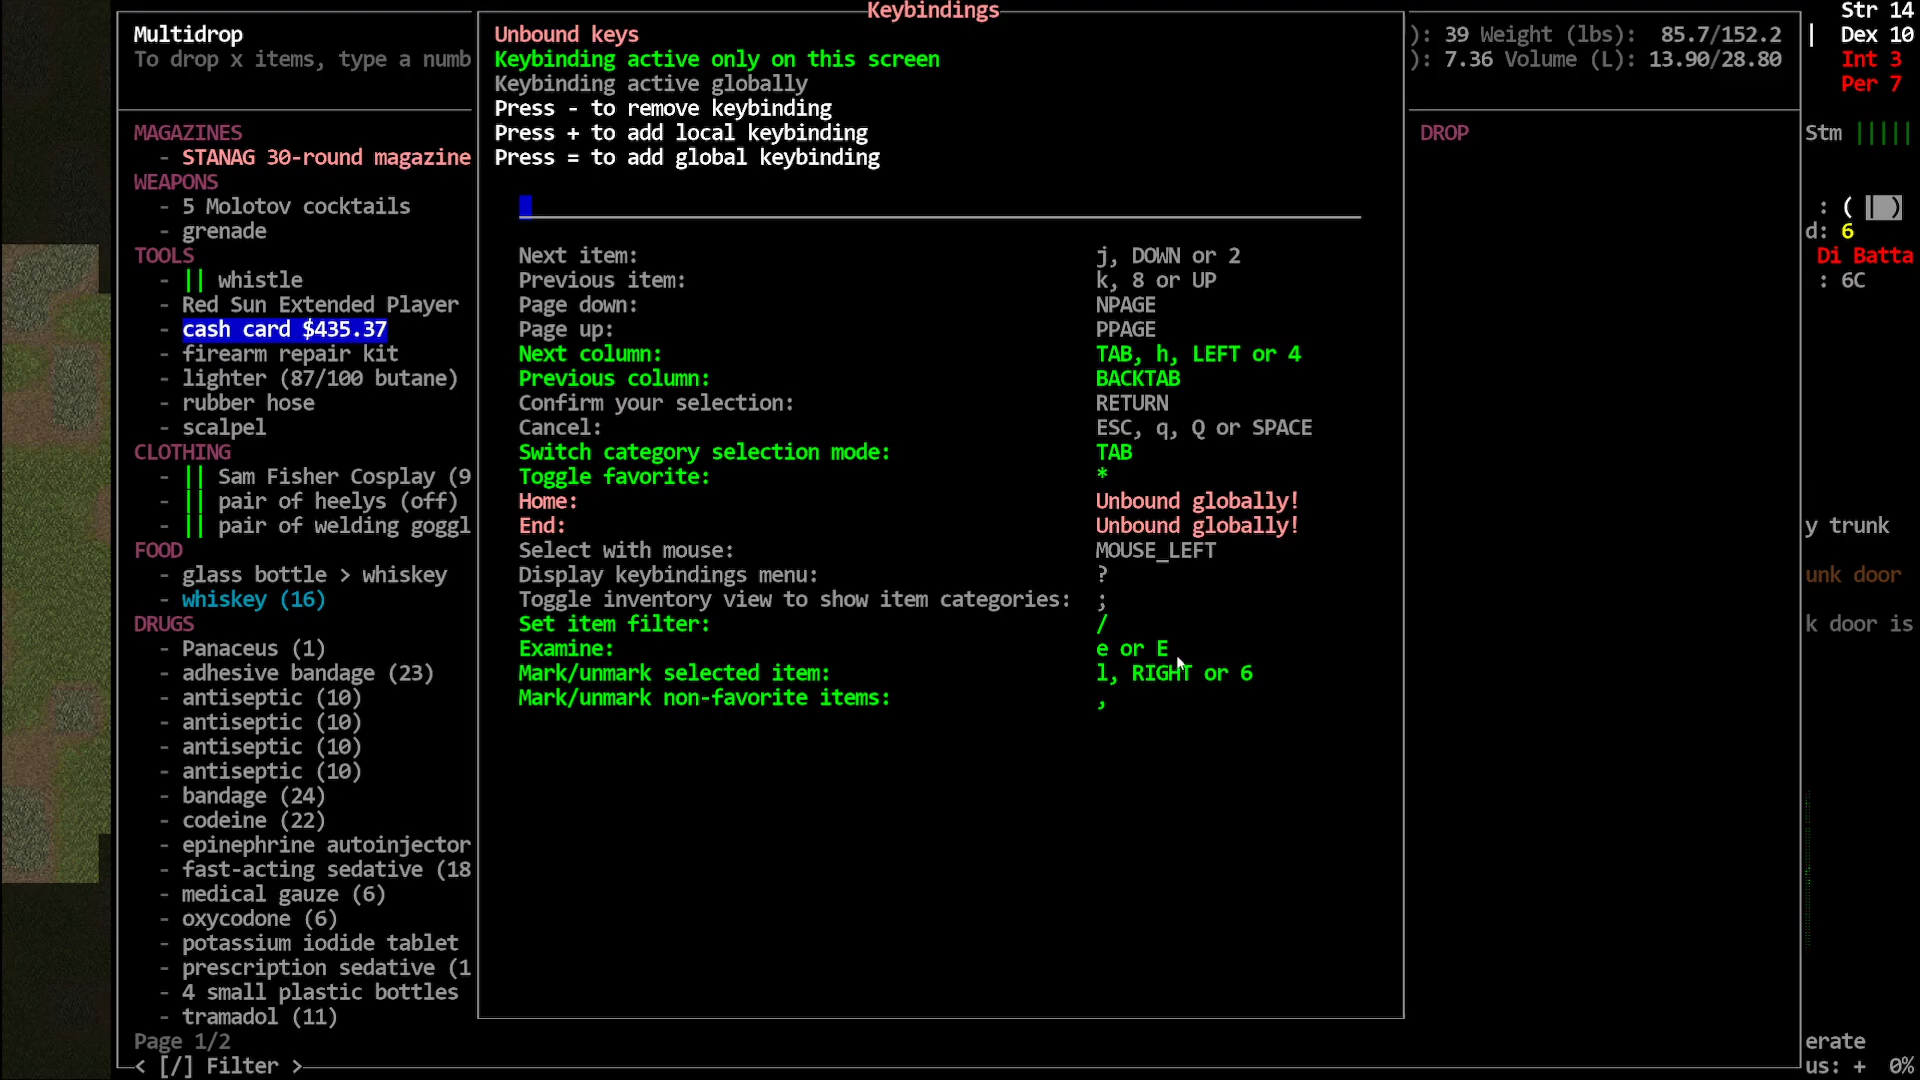 Keybindings
Multidrop
To drop x items, type a numb
): 39 Weight (lbs): 85.7/152.2
): 7.36 Volume (L): 13.90/28.80
MAGAZINES
- STANAG 30-round magazine
WEAPONS
- 5 Molotov cocktails
- grenade
TOOLS
- || whistle
- Red Sun Extended Player
- cash card $435.37
- firearm repair kit
- lighter (87/100 butane)
- rubber hose
- scalpel
CLOTHING
- || Sam Fisher Cosplay (9
- || pair of heelys (off)
- || pair of welding goggl
FOOD
- glass bottle > whiskey
- whiskey (16)
DRUGS
- Panaceus (1)
- adhesive bandage (23)
- antiseptic (10)
- antiseptic (10)
- antiseptic (10)
- antiseptic (10)
- bandage (24)
- codeine (22)
- epinephrine autoinjector
- fast-acting sedative (18
- medical gauze (6)
- oxycodone (6)
- potassium iodide tablet
- prescription sedative (1
- 4 small plastic bottles
- tramadol (11)
Page 1/2
< [/] Filter >
Unbound keys
Keybinding active only on this screen
Keybinding active globally
Press - to remove keybinding
Press + to add local keybinding
Press = to add global keybinding
Next item: j, DOWN or 2
Previous item: k, 8 or UP
Page down: NPAGE
Page up: PPAGE
Next column: TAB, h, LEFT or 4
Previous column: BACKTAB
Confirm your selection: RETURN
Cancel: ESC, q, Q or SPACE
Switch category selection mode: TAB
Toggle favorite: *
Home: Unbound globally!
End: Unbound globally!
Select with mouse: MOUSE_LEFT
Display keybindings menu: ?
Toggle inventory view to show item categories: ;
Set item filter: /
Examine: e or E
Mark/unmark selected item: l, RIGHT or 6
Mark/unmark non-favorite items: ,
DROP
Str 14
| Dex 10
Int 3
Per 7
Stm |||||
: ( | )
d: 6
Di Batta
: 6C
y trunk
unk door
k door is
erate
us: + 0%